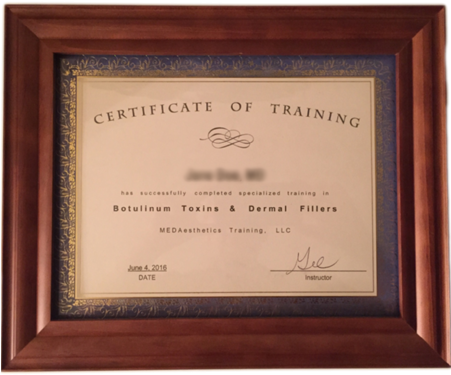 CERTIFICATE OF TRAINING
has successfully completed specialized training in
Botulinum Toxins & Dermal Fillers
MEDAesthetics Training, LLC
June 4, 2016
DATE
Instructor